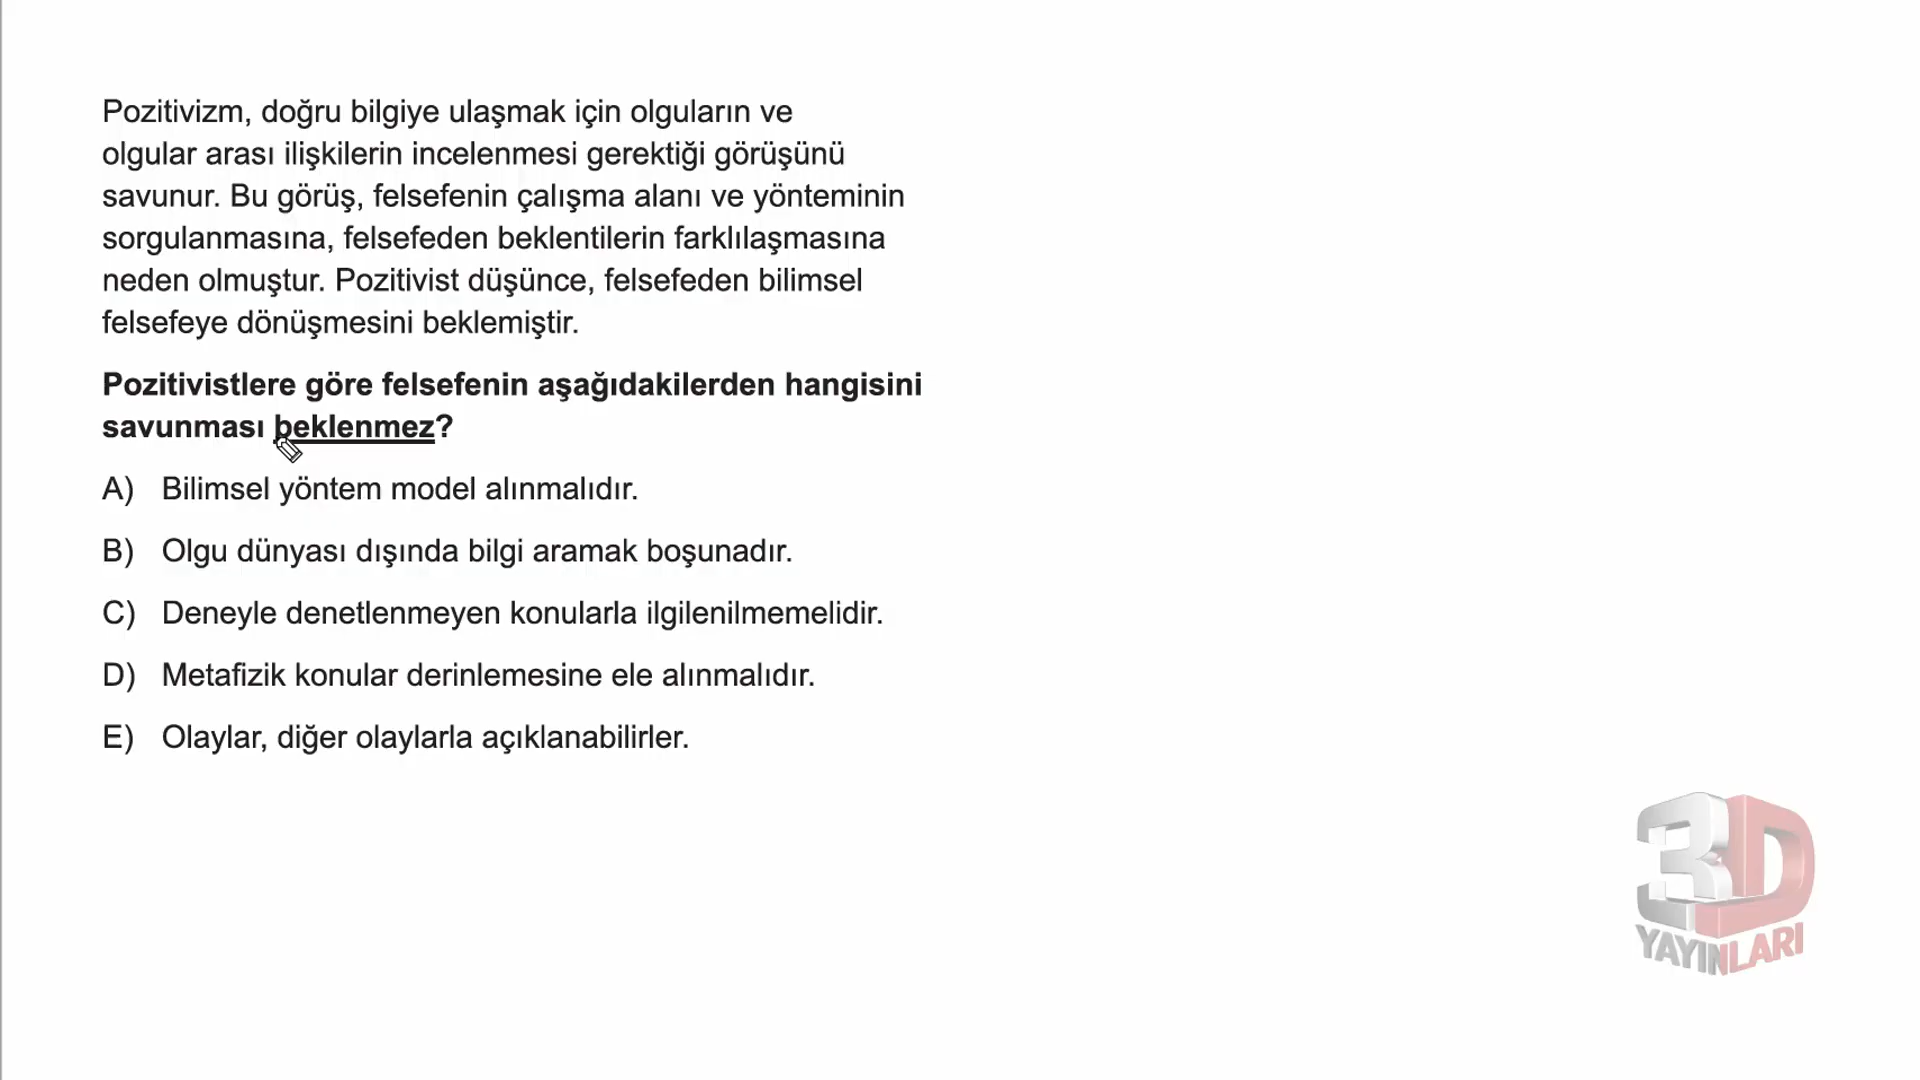 Pozitivizm, doğru bilgiye ulaşmak için olguların ve
olgular arası ilişkilerin incelenmesi gerektiği görüşünü
savunur. Bu görüş, felsefenin çalışma alanı ve yönteminin
sorgulanmasına, felsefeden beklentilerin farklılaşmasına
neden olmuştur. Pozitivist düşünce, felsefeden bilimsel
felsefeye dönüşmesini beklemiştir.
Pozitivistlere göre felsefenin aşağıdakilerden hangisini
savunması beklenmez?
A) Bilimsel yöntem model alınmalıdır.
B) Olgu dünyası dışında bilgi aramak boşunadır.
C) Deneyle denetlenmeyen konularla ilgilenilmemelidir.
D) Metafizik konular derinlemesine ele alınmalıdır.
E) Olaylar, diğer olaylarla açıklanabilirler.
3D
YAYINLARI